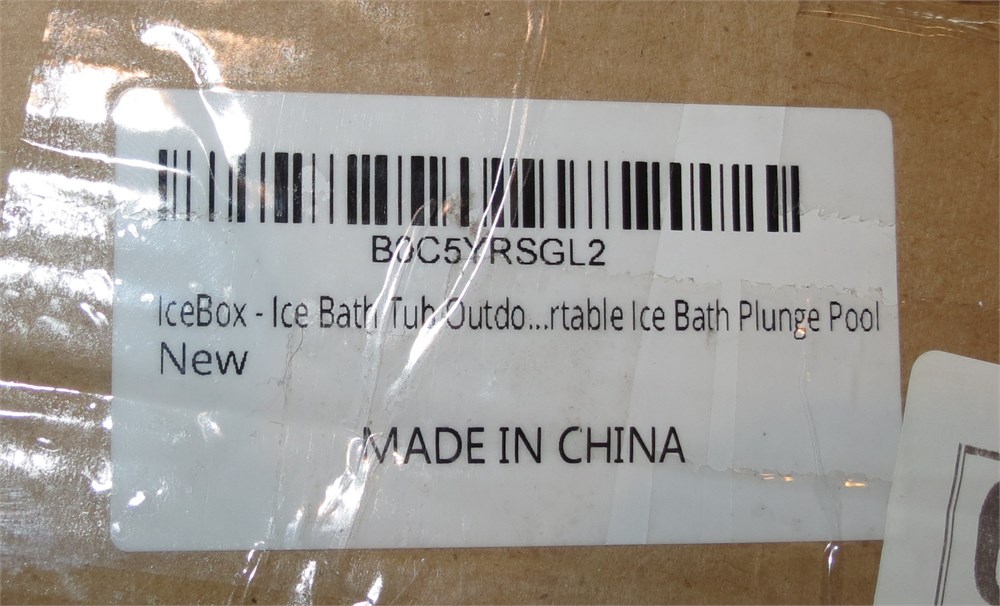 B0C5YRSGL2
IceBox - Ice Bath Tub Outdo...rtable Ice Bath Plunge Pool
New
MADE IN CHINA